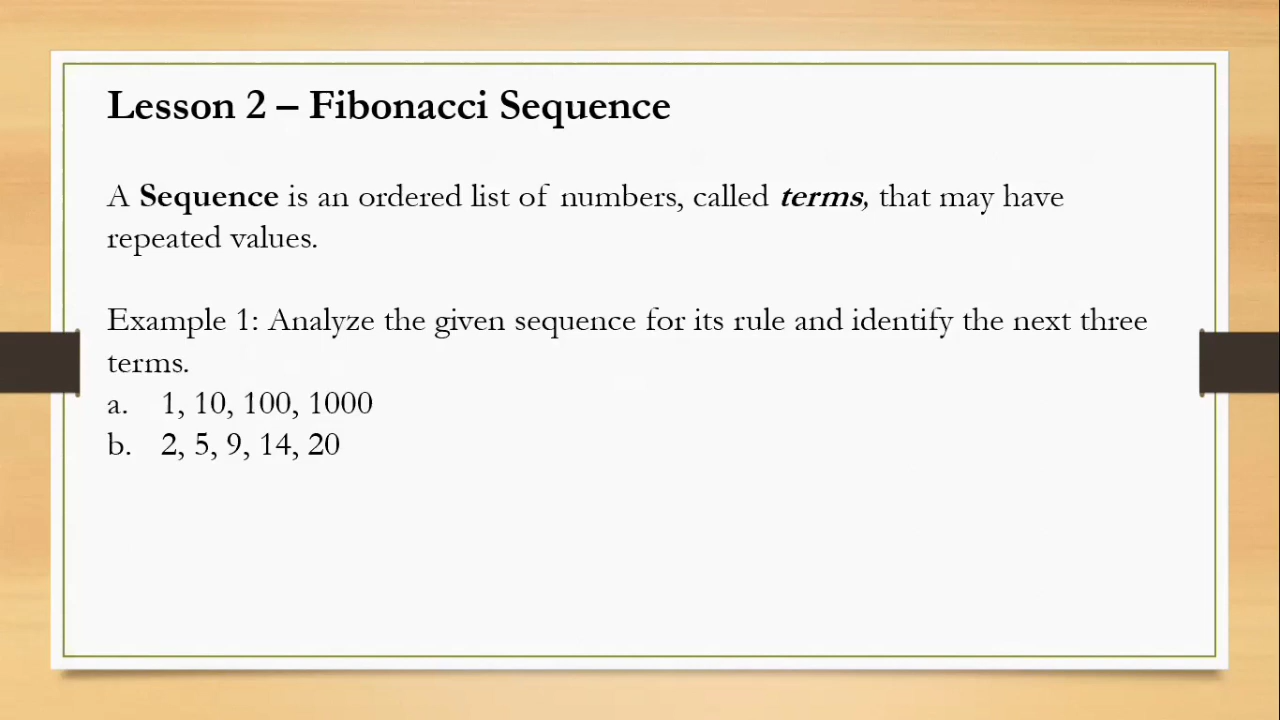 Lesson 2 – Fibonacci Sequence
A Sequence is an ordered list of numbers, called terms, that may have
repeated values.
Example 1: Analyze the given sequence for its rule and identify the next three
terms.
a. 1, 10, 100, 1000
b. 2, 5, 9, 14, 20